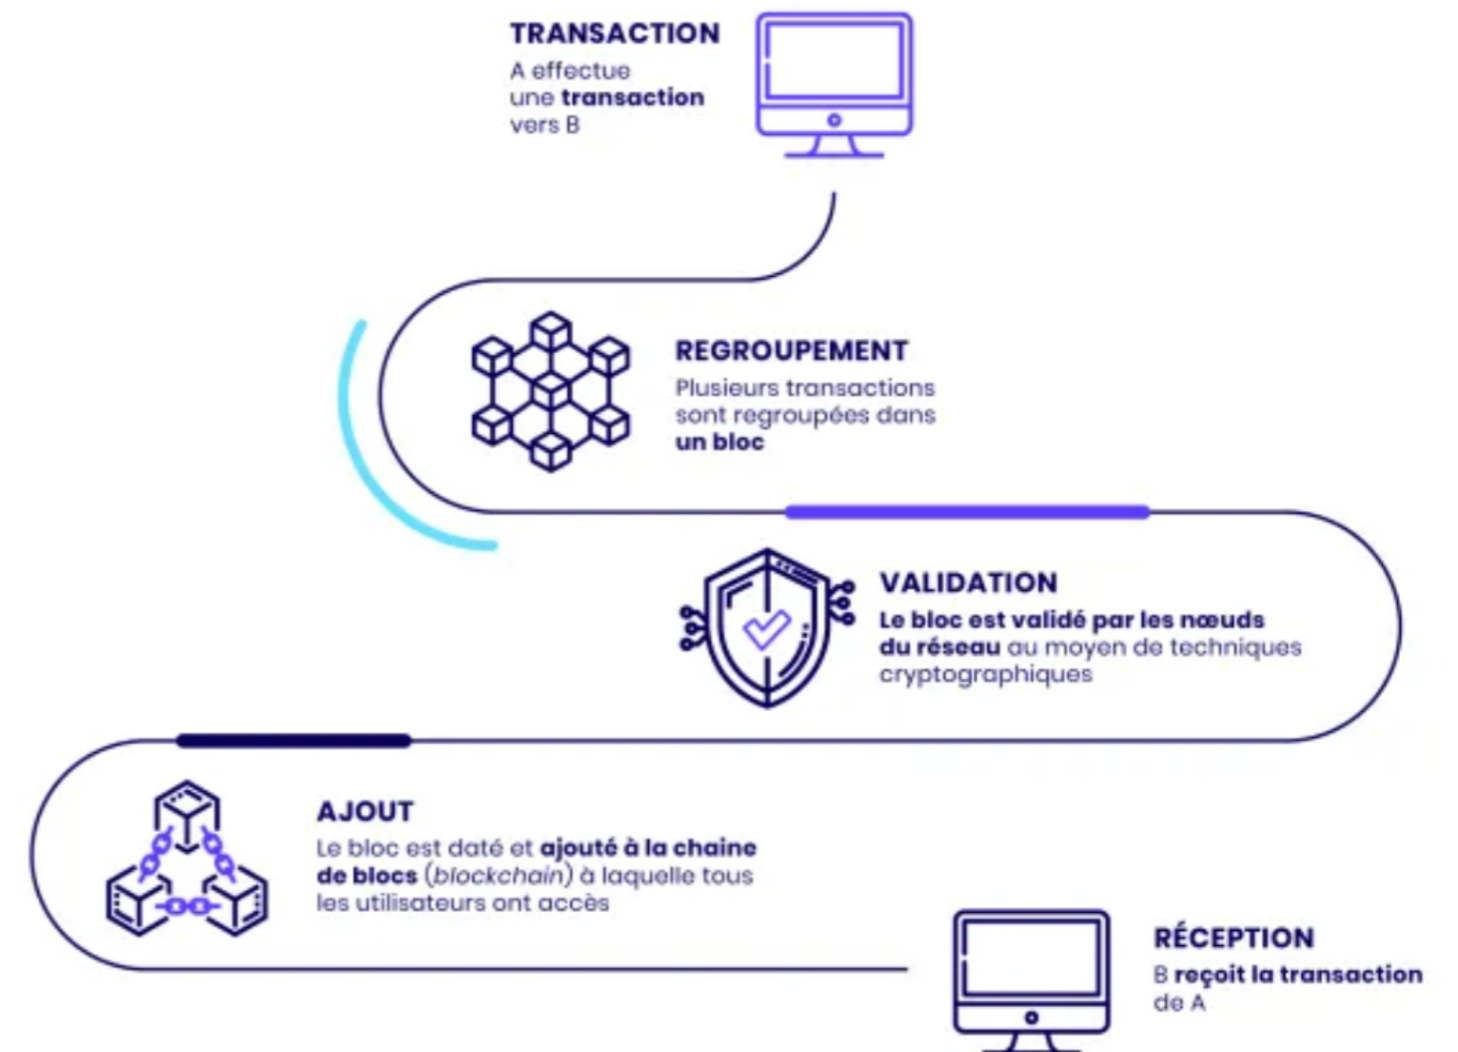 TRANSACTION
A effectue
une transaction
vers B
REGROUPEMENT
Plusieurs transactions
sont regroupées dans
un bloc
VALIDATION
Le bloc est validé par les nœuds
du réseau au moyen de techniques
cryptographiques
AJOUT
Le bloc est daté et ajouté à la chaine
de blocs (blockchain) à laquelle tous
les utilisateurs ont accès
RÉCEPTION
B reçoit la transaction
de A